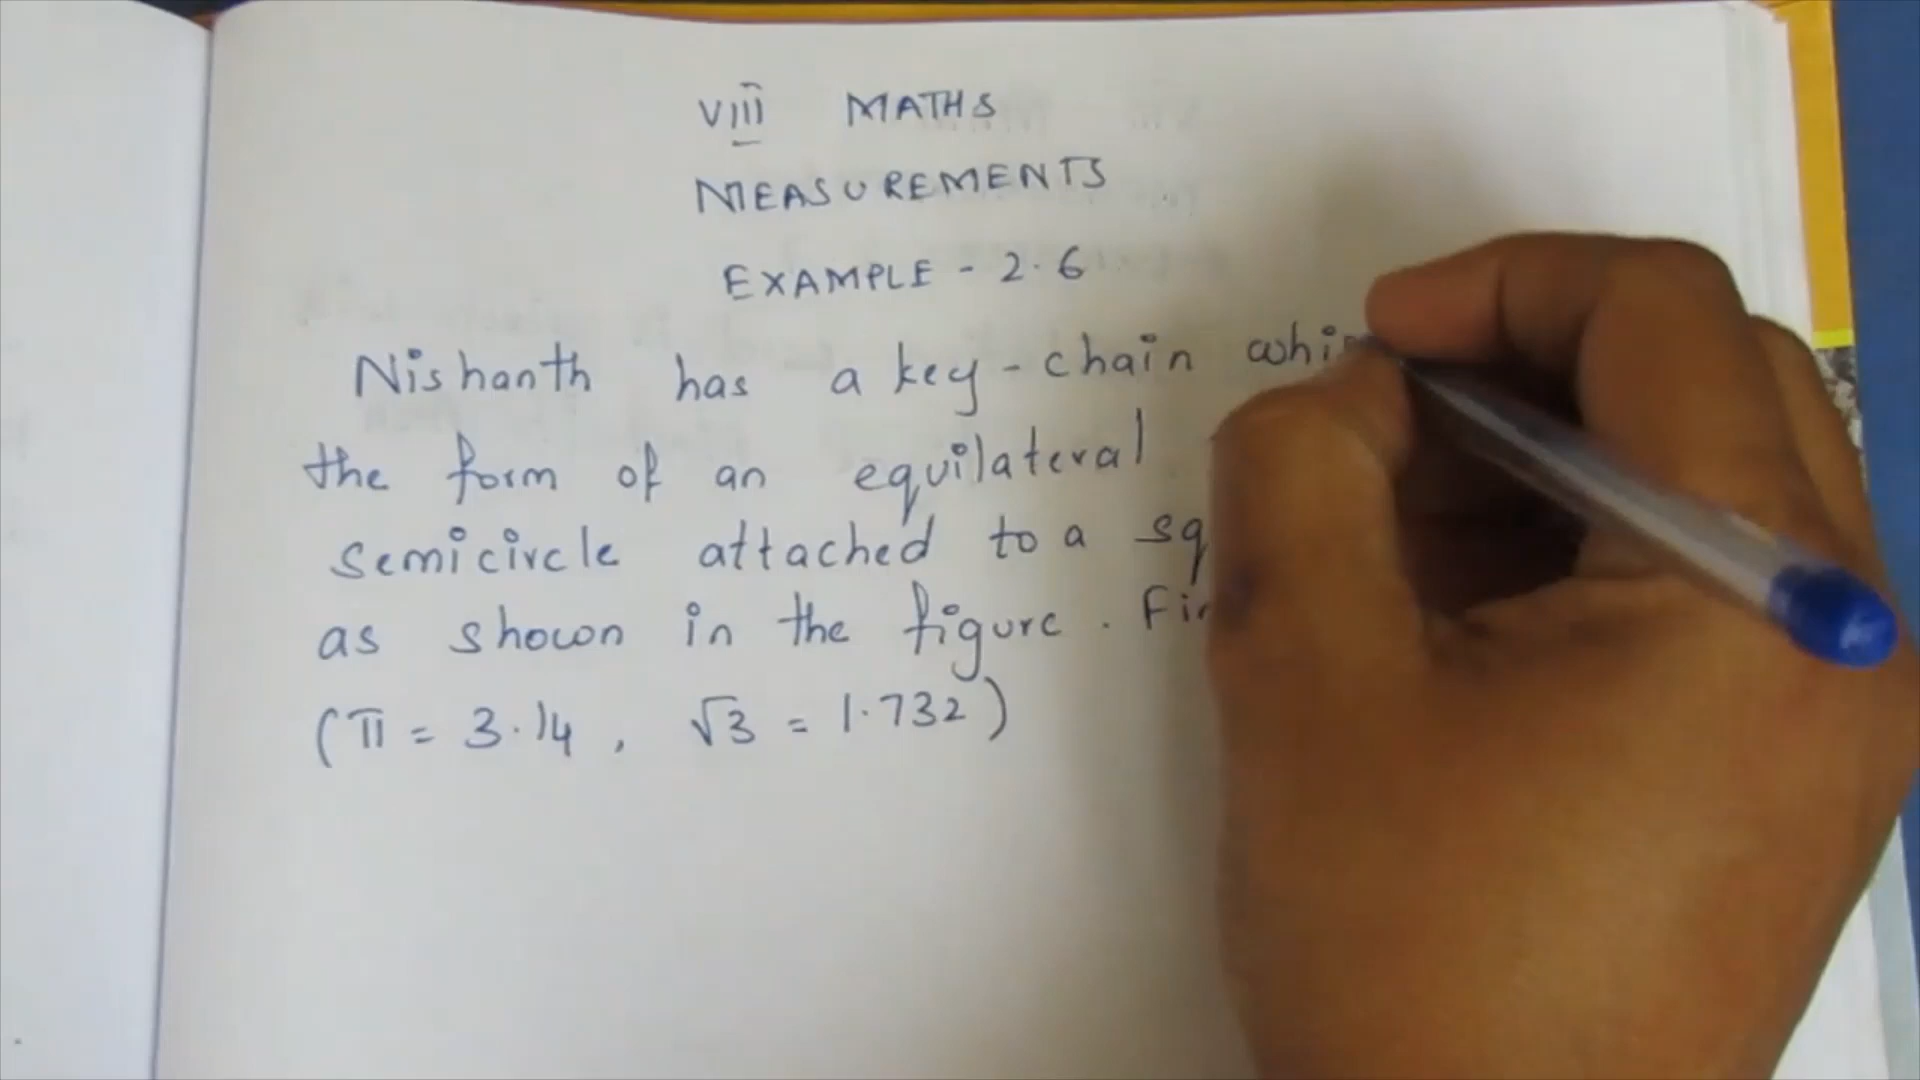 VIII MATHS
MEASUREMENTS
EXAMPLE - 2.6
Nishanth has a key-chain
the form of an equilateral
semicircle attached to a
as shown in the figure.
(π = 3.14, √3 = 1.732)